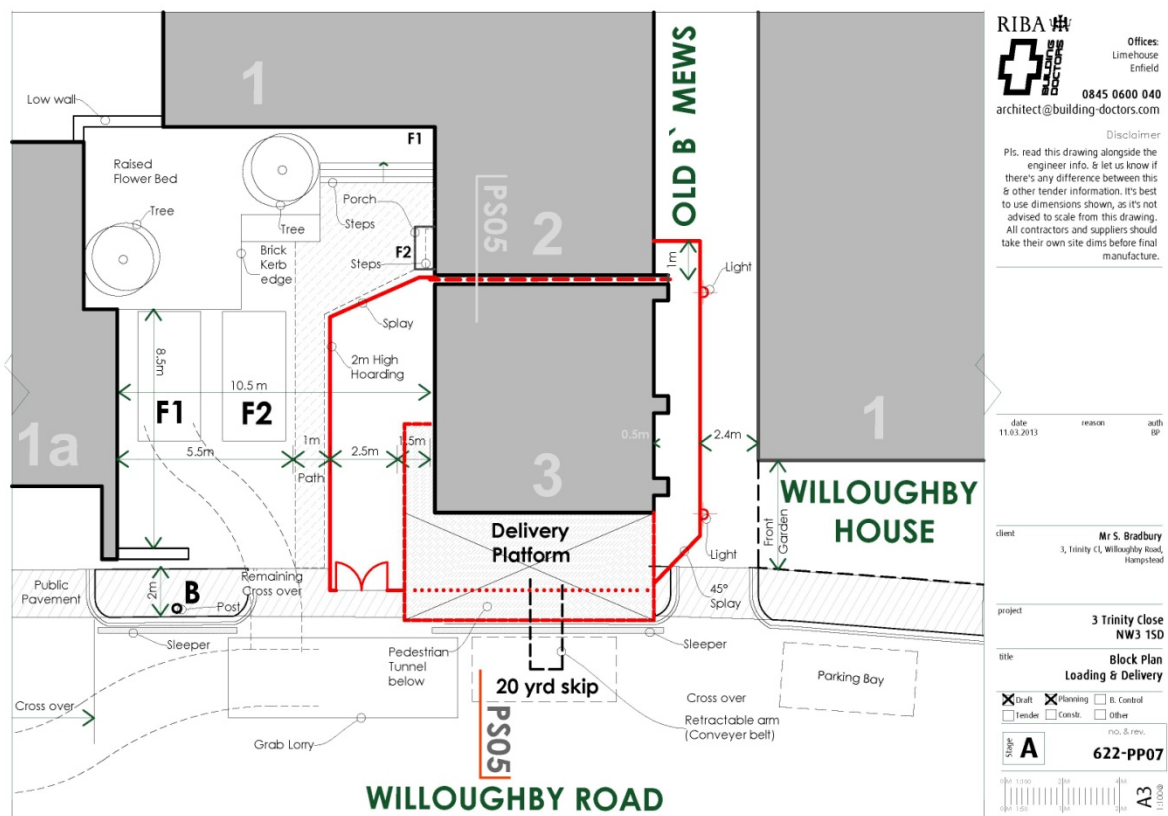 1
Low wall
Raised
Flower Bed
Tree
Tree
Brick
Kerb
edge
F1
Porch
Steps
F2
Steps
PS05
2
OLD B` MEWS
1m
Light
Splay
2m High
Hoarding
8.5m
10.5 m
F1
F2
1a
5.5m
1m
Path
2.5m
1.5m
0.5m
2.4m
1
3
Delivery
Platform
WILLOUGHBY
HOUSE
Front
Garden
Light
45°
Splay
Public
Pavement
2m
B
Post
Remaining
Cross over
Sleeper
Pedestrian
Tunnel
below
Sleeper
20 yrd skip
Parking Bay
Cross over
Cross over
Retractable arm
(Conveyer belt)
Grab Lorry
PS05
WILLOUGHBY ROAD
RIBA
BUILDING
DOCTORS
Offices:
Limehouse
Enfield
0845 0600 040
architect@building-doctors.com
Disclaimer
Pls. read this drawing alongside the
engineer info. & let us know if
there's any difference between this
& other tender information. It's best
to use dimensions shown, as it's not
advised to scale from this drawing.
All contractors and suppliers should
take their own site dims before final
manufacture.
date reason auth
11.03.2013 BP
client Mr S. Bradbury
3, Trinity Cl, Willoughby Road,
Hampstead
project 3 Trinity Close
NW3 1SD
title Block Plan
Loading & Delivery
Draft Planning B. Control
Tender Constr. Other
Stage A
no. & rev.
622-PP07
A3